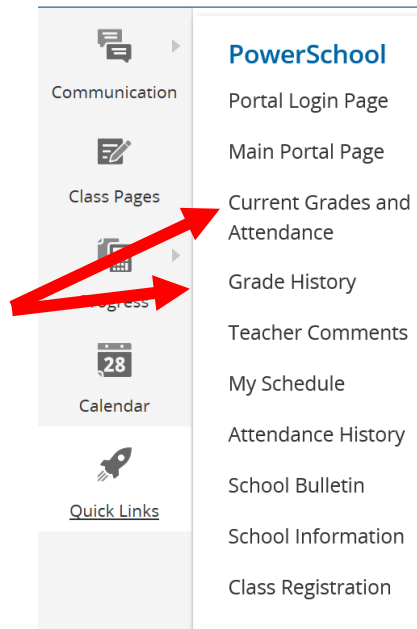 Communication
Class Pages
Progress
28
Calendar
Quick Links
PowerSchool
Portal Login Page
Main Portal Page
Current Grades and
Attendance
Grade History
Teacher Comments
My Schedule
Attendance History
School Bulletin
School Information
Class Registration